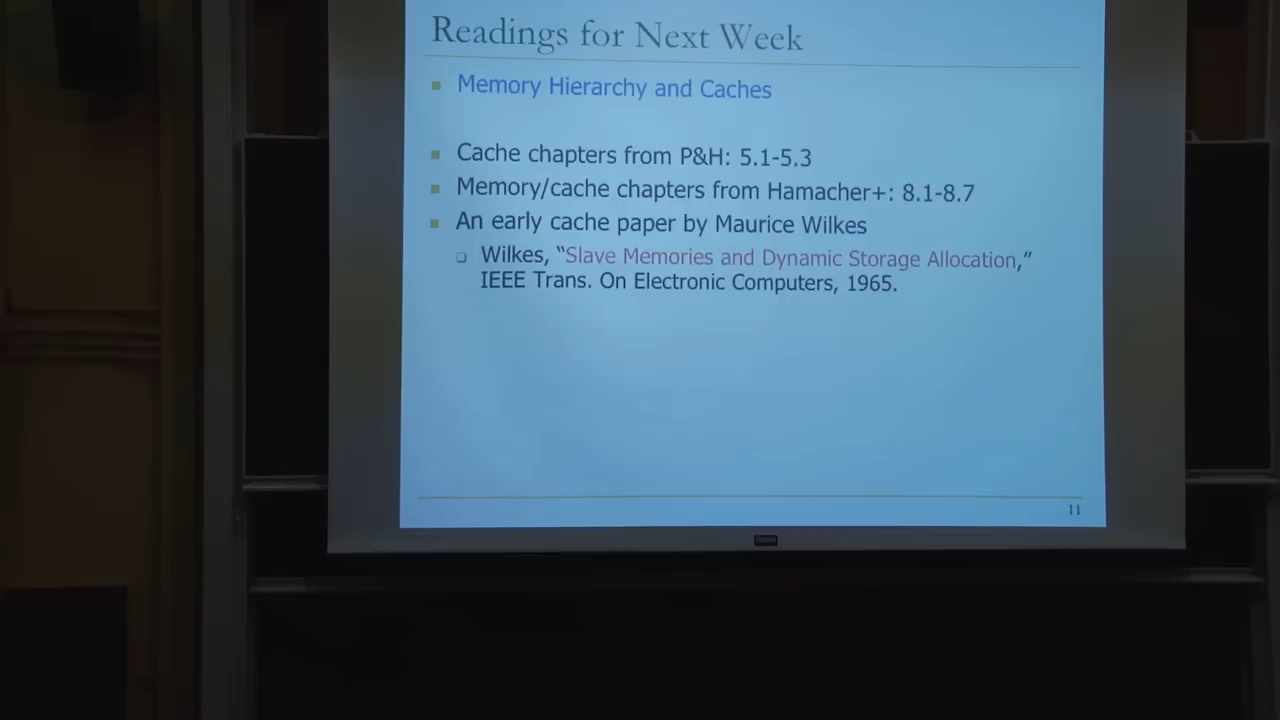 Readings for Next Week
Memory Hierarchy and Caches
Cache chapters from P&H: 5.1-5.3
Memory/cache chapters from Hamacher+: 8.1-8.7
An early cache paper by Maurice Wilkes
Wilkes, “Slave Memories and Dynamic Storage Allocation,”
IEEE Trans. On Electronic Computers, 1965.
11